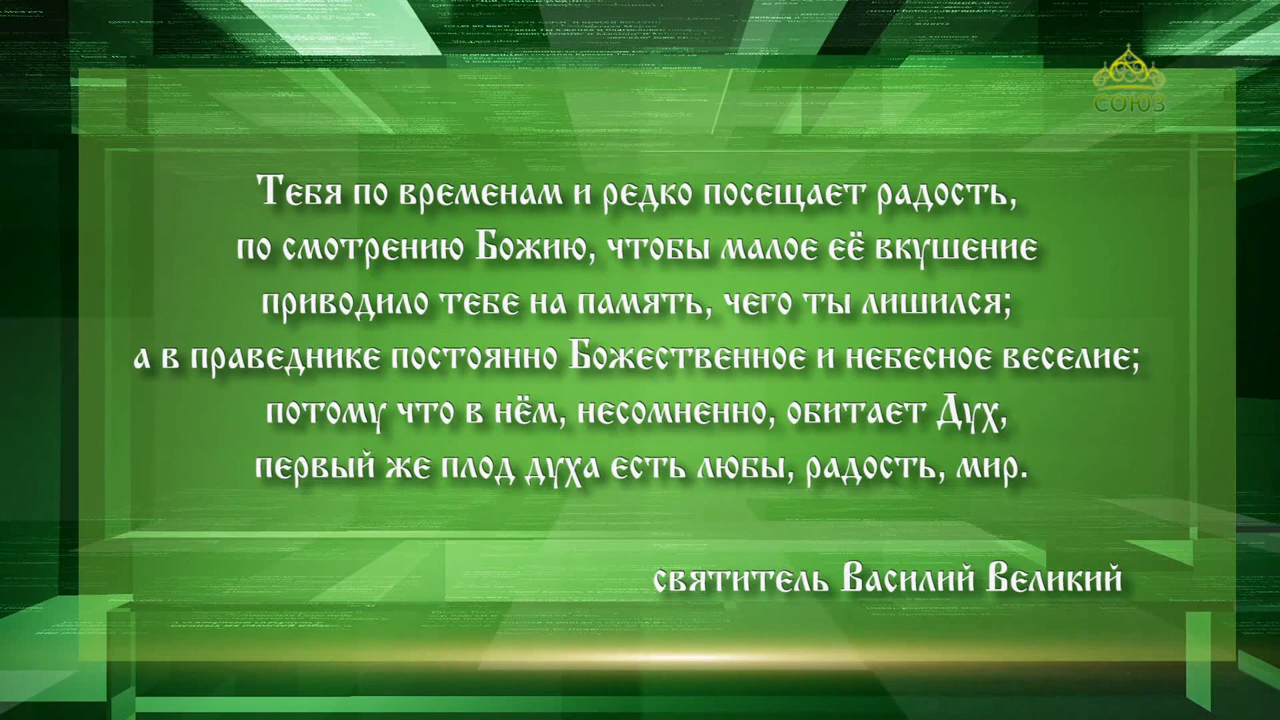 СОЮЗ
Тебя по временам и редко посещает радость,
по смотрению Божию, чтобы малое её вкушение
приводило тебе на память, чего ты лишился;
а в праведнике постоянно Божественное и небесное веселие;
потому что в нём, несомненно, обитает Дух,
первый же плод духа есть любы, радость, мир.
святитель Василий Великий